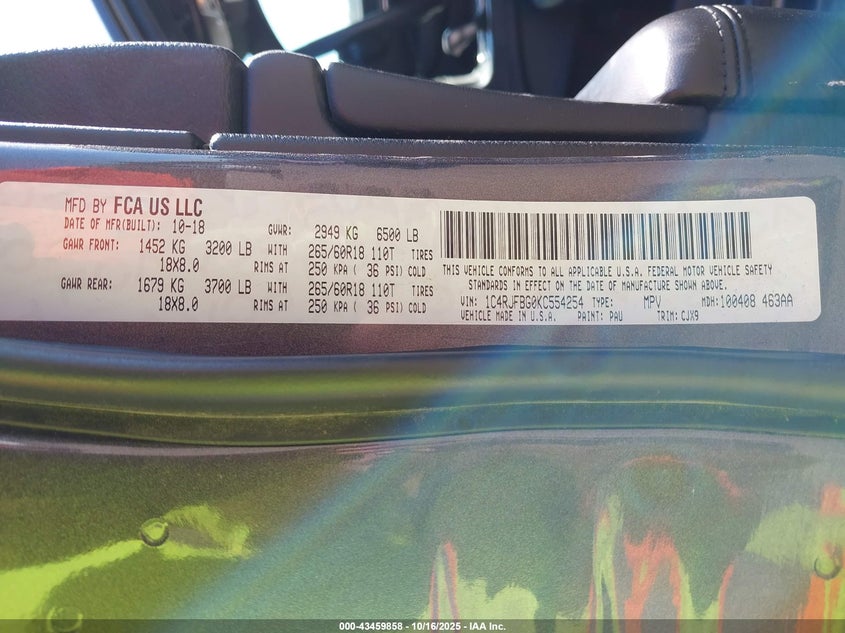 MFD BY FCA US LLC
DATE OF MFR(BUILT): 10-18 GVWR: 2949 KG 6500 LB
GAWR FRONT: 1452 KG 3200 LB WITH 265/60R18 110T TIRES
18X8.0 RIMS AT 250 KPA ( 36 PSI) COLD
GAWR REAR: 1679 KG 3700 LB WITH 265/60R18 110T TIRES
18X8.0 RIMS AT 250 KPA ( 36 PSI) COLD
THIS VEHICLE CONFORMS TO ALL APPLICABLE U.S.A. FEDERAL MOTOR VEHICLE SAFETY
STANDARDS IN EFFECT ON THE DATE OF MANUFACTURE SHOWN ABOVE.
VIN: 1C4RJFBG0KC554254 TYPE: MPV MDH: 100408 463AA
VEHICLE MADE IN U.S.A. PAINT: PAU TRIM: CJX9
000-43459858 - 10/16/2025 - IAA Inc.